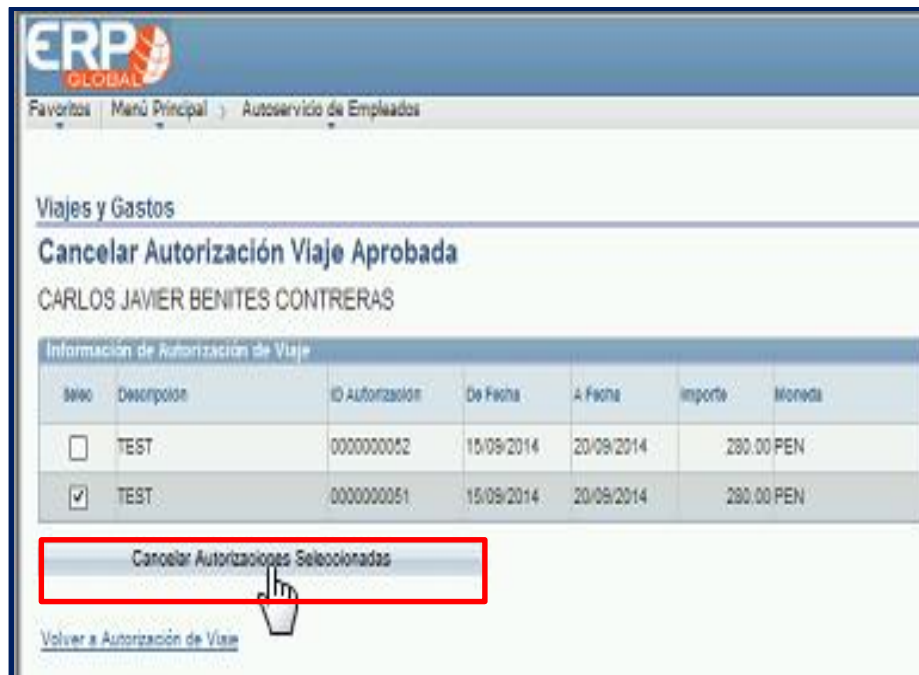 ERP
GLOBAL
Favoritos Menú Principal > Autoservicio de Empleados
Viajes y Gastos
Cancelar Autorización Viaje Aprobada
CARLOS JAVIER BENITES CONTRERAS
Información de Autorización de Viaje
Selec Descripción ID Autorización De Fecha A Fecha Importe Moneda
TEST 0000000052 15/09/2014 20/09/2014 280.00 PEN
TEST 0000000051 15/09/2014 20/09/2014 280.00 PEN
Cancelar Autorizaciones Seleccionadas
Volver a Autorización de Viaje